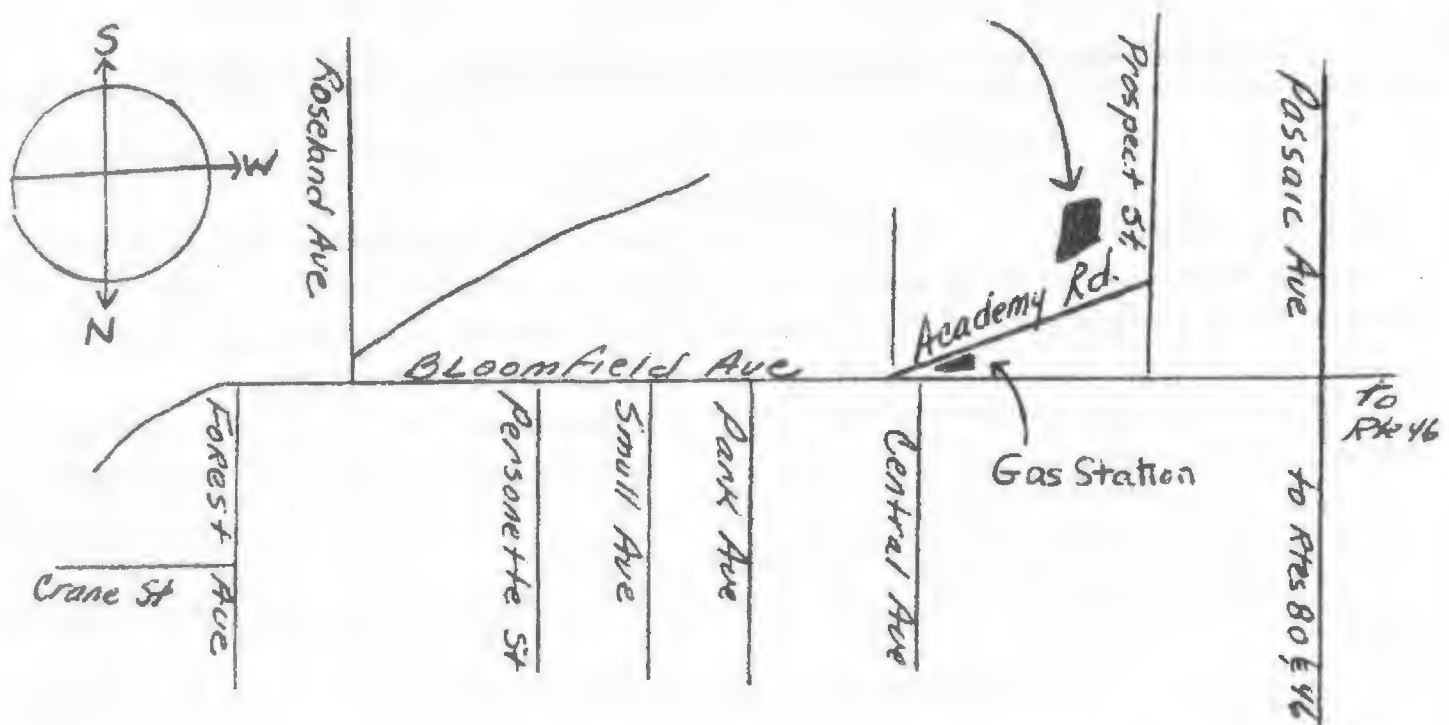 S
W
N
Roseland Ave
Prospect St.
Passaic Ave
Academy Rd.
BLoomfield Ave
to
Rte 46
Forest Ave
Personette St
Smull Ave
Park Ave
Central Ave
Gas Station
to Rtes 80 & 46
Crane St